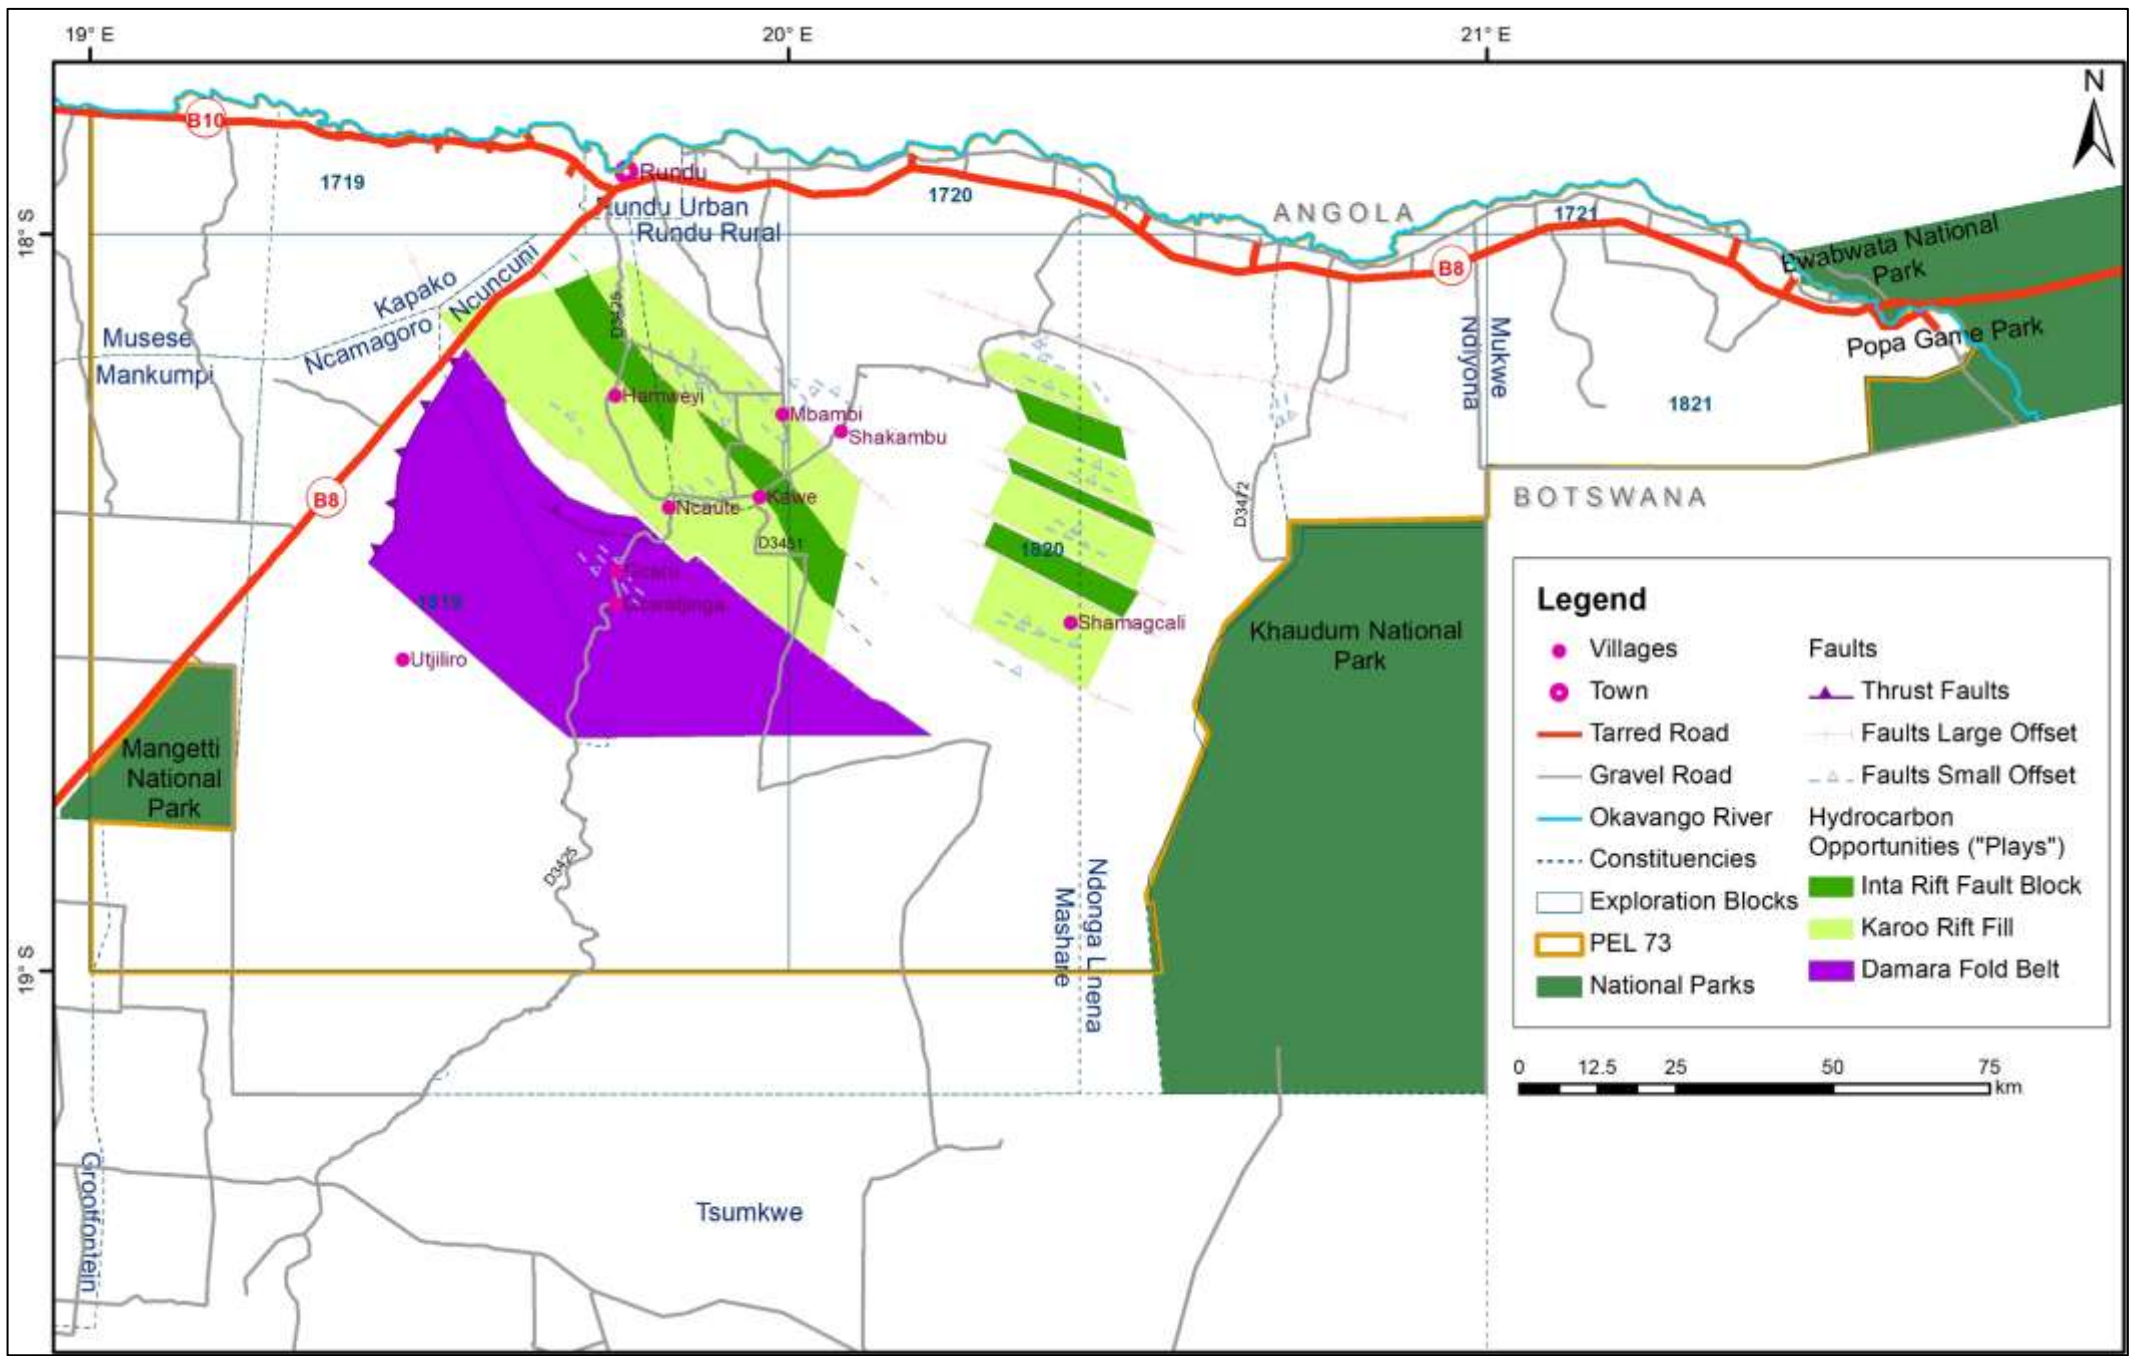 19° E
20° E
21° E
N
B10
1719
Rundu
1720
Rundu Urban
Rundu Rural
ANGOLA
1721
Bwabwata National
Park
18° S
B8
Kapako
Ncuncuni
Ncamagoro
Musese
Mankumpi
D3426
Popa Game Park
Mukwe
Ndiyona
1821
Hamweyi
Mbambi
Shakambu
B8
Kawe
Ncaute
D3472
BOTSWANA
1820
1819
Shamagcali
Khaudum National
Park
Utjiliro
Mangetti
National
Park
D3425
Mashare
Ndonga Linena
19° S
Grootfontein
Tsumkwe
Legend
Villages
Town
Tarred Road
Gravel Road
Okavango River
Constituencies
Exploration Blocks
PEL 73
National Parks
Faults
Thrust Faults
Faults Large Offset
Faults Small Offset
Hydrocarbon
Opportunities ("Plays")
Inta Rift Fault Block
Karoo Rift Fill
Damara Fold Belt
0 12.5 25 50 75
km